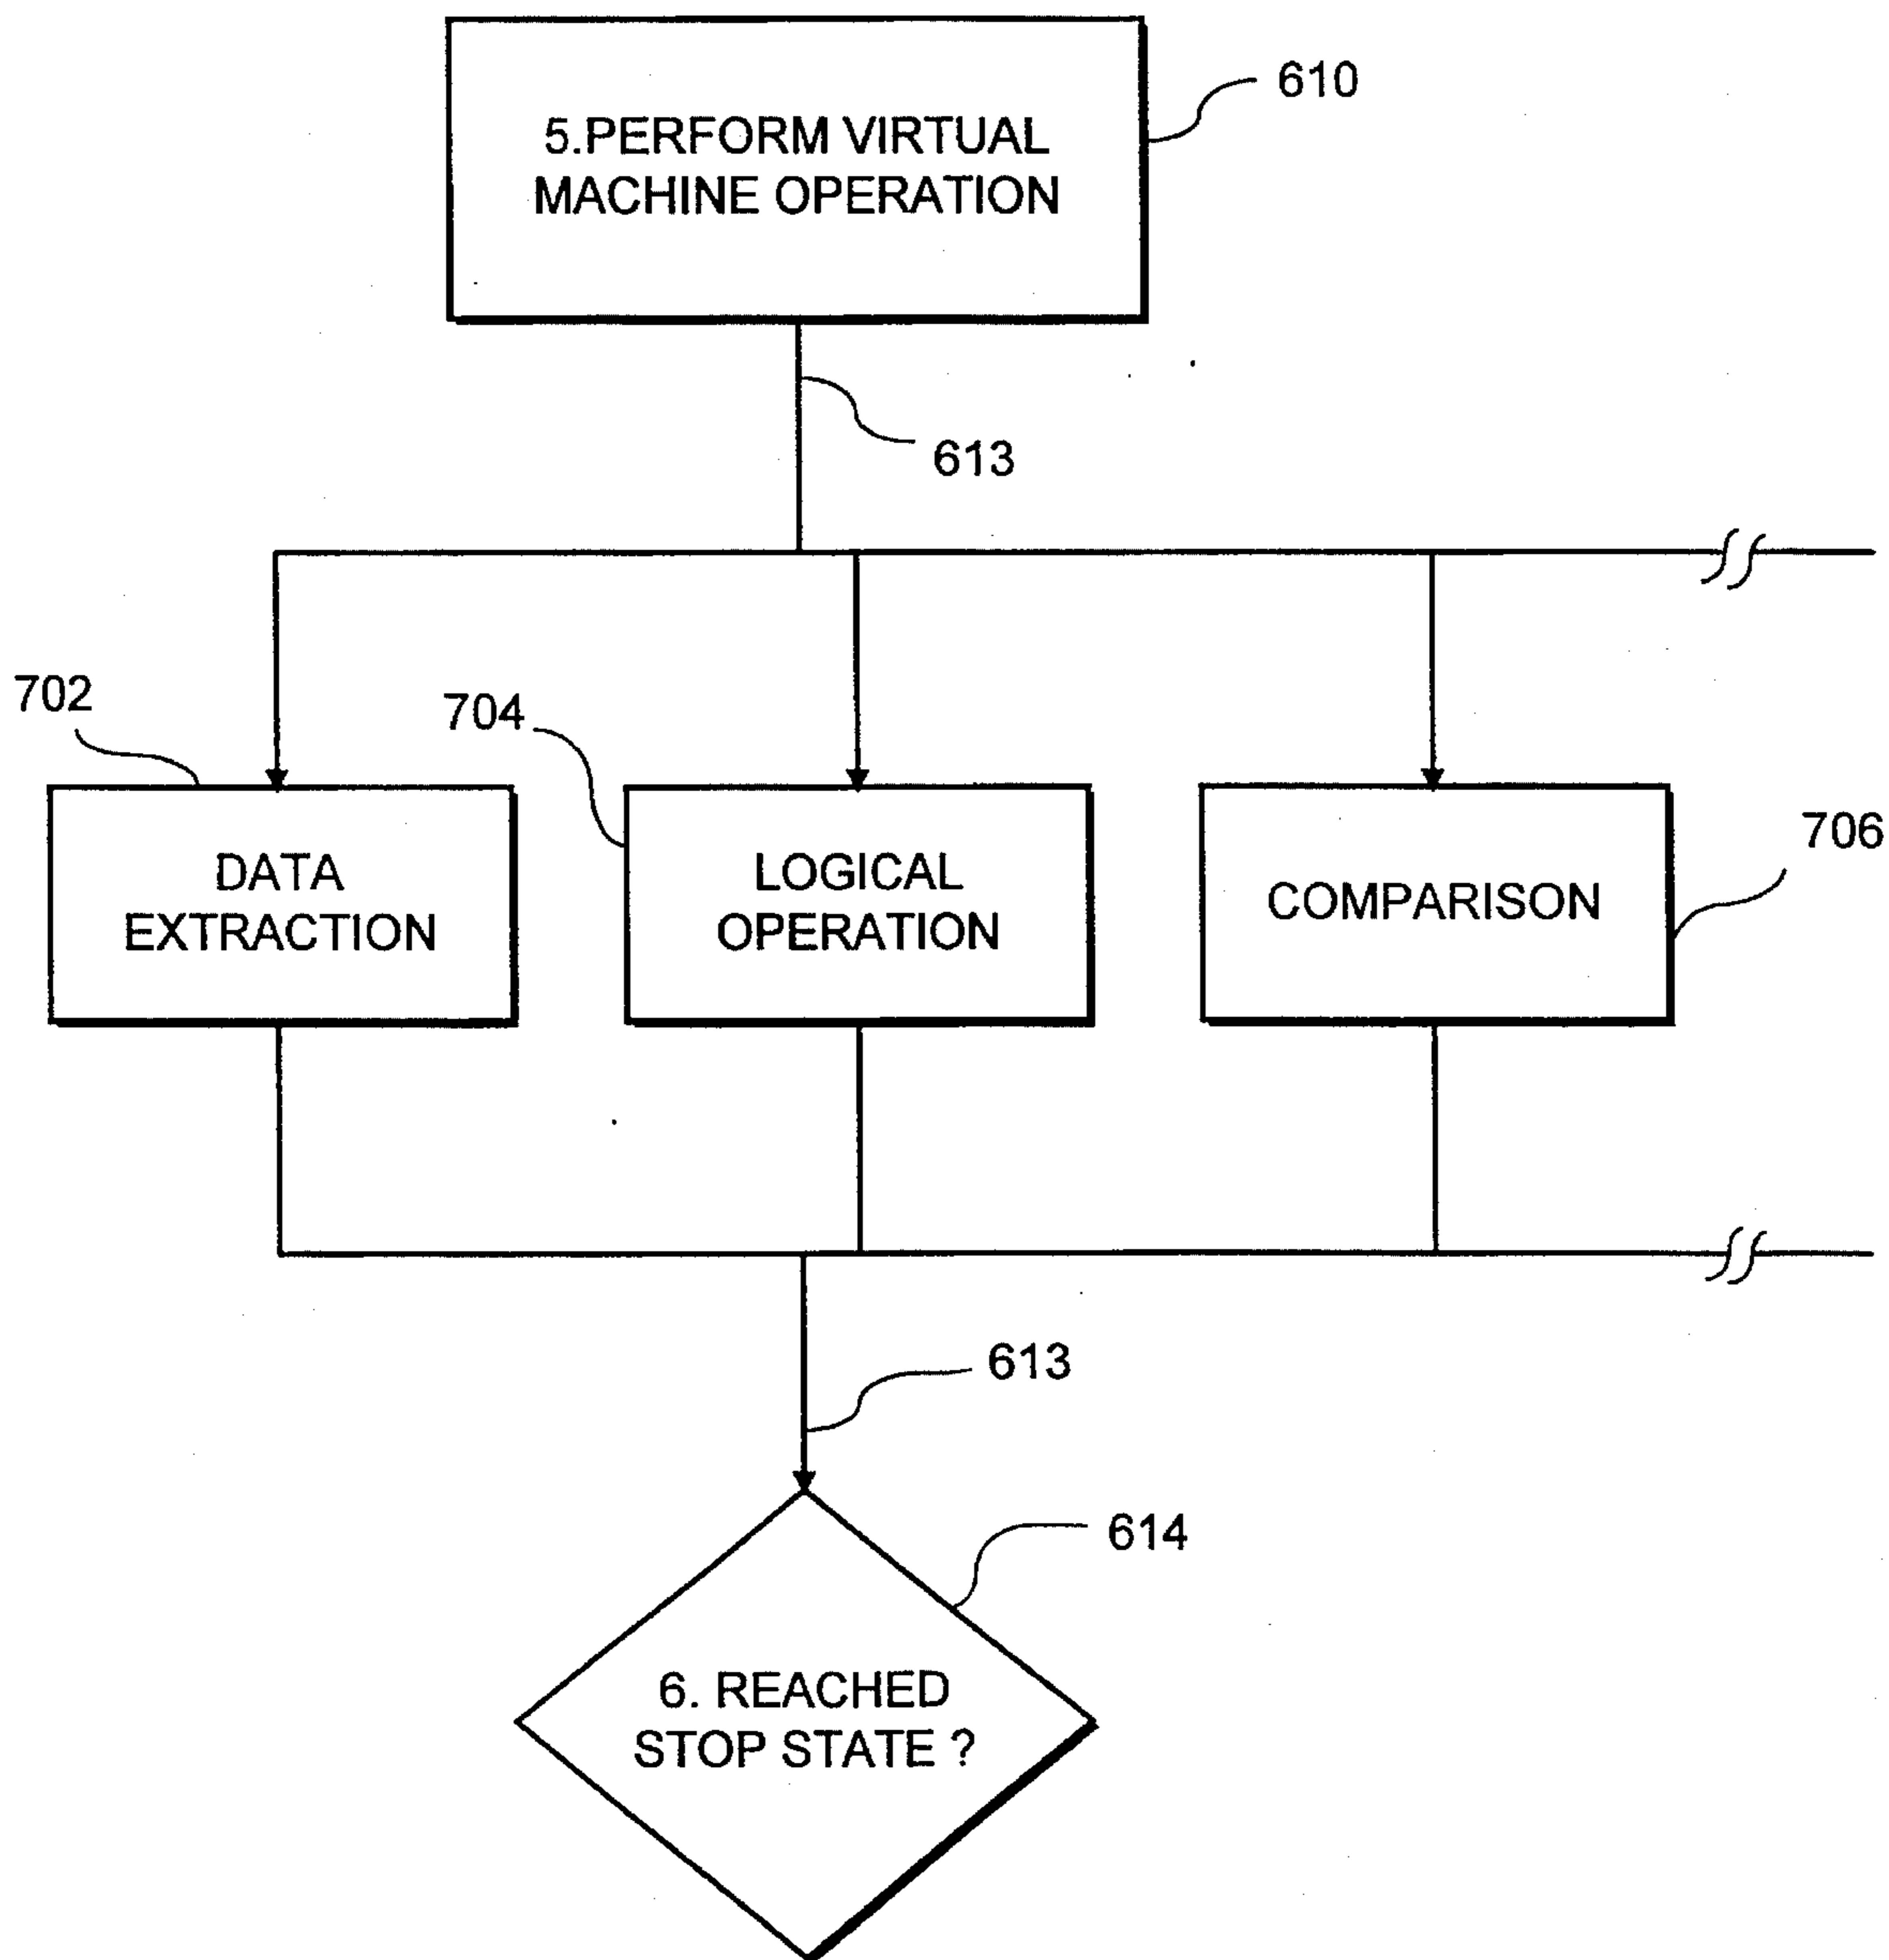 610
5.PERFORM VIRTUAL
MACHINE OPERATION
613
702
704
706
DATA
EXTRACTION
LOGICAL
OPERATION
COMPARISON
613
614
6. REACHED
STOP STATE ?